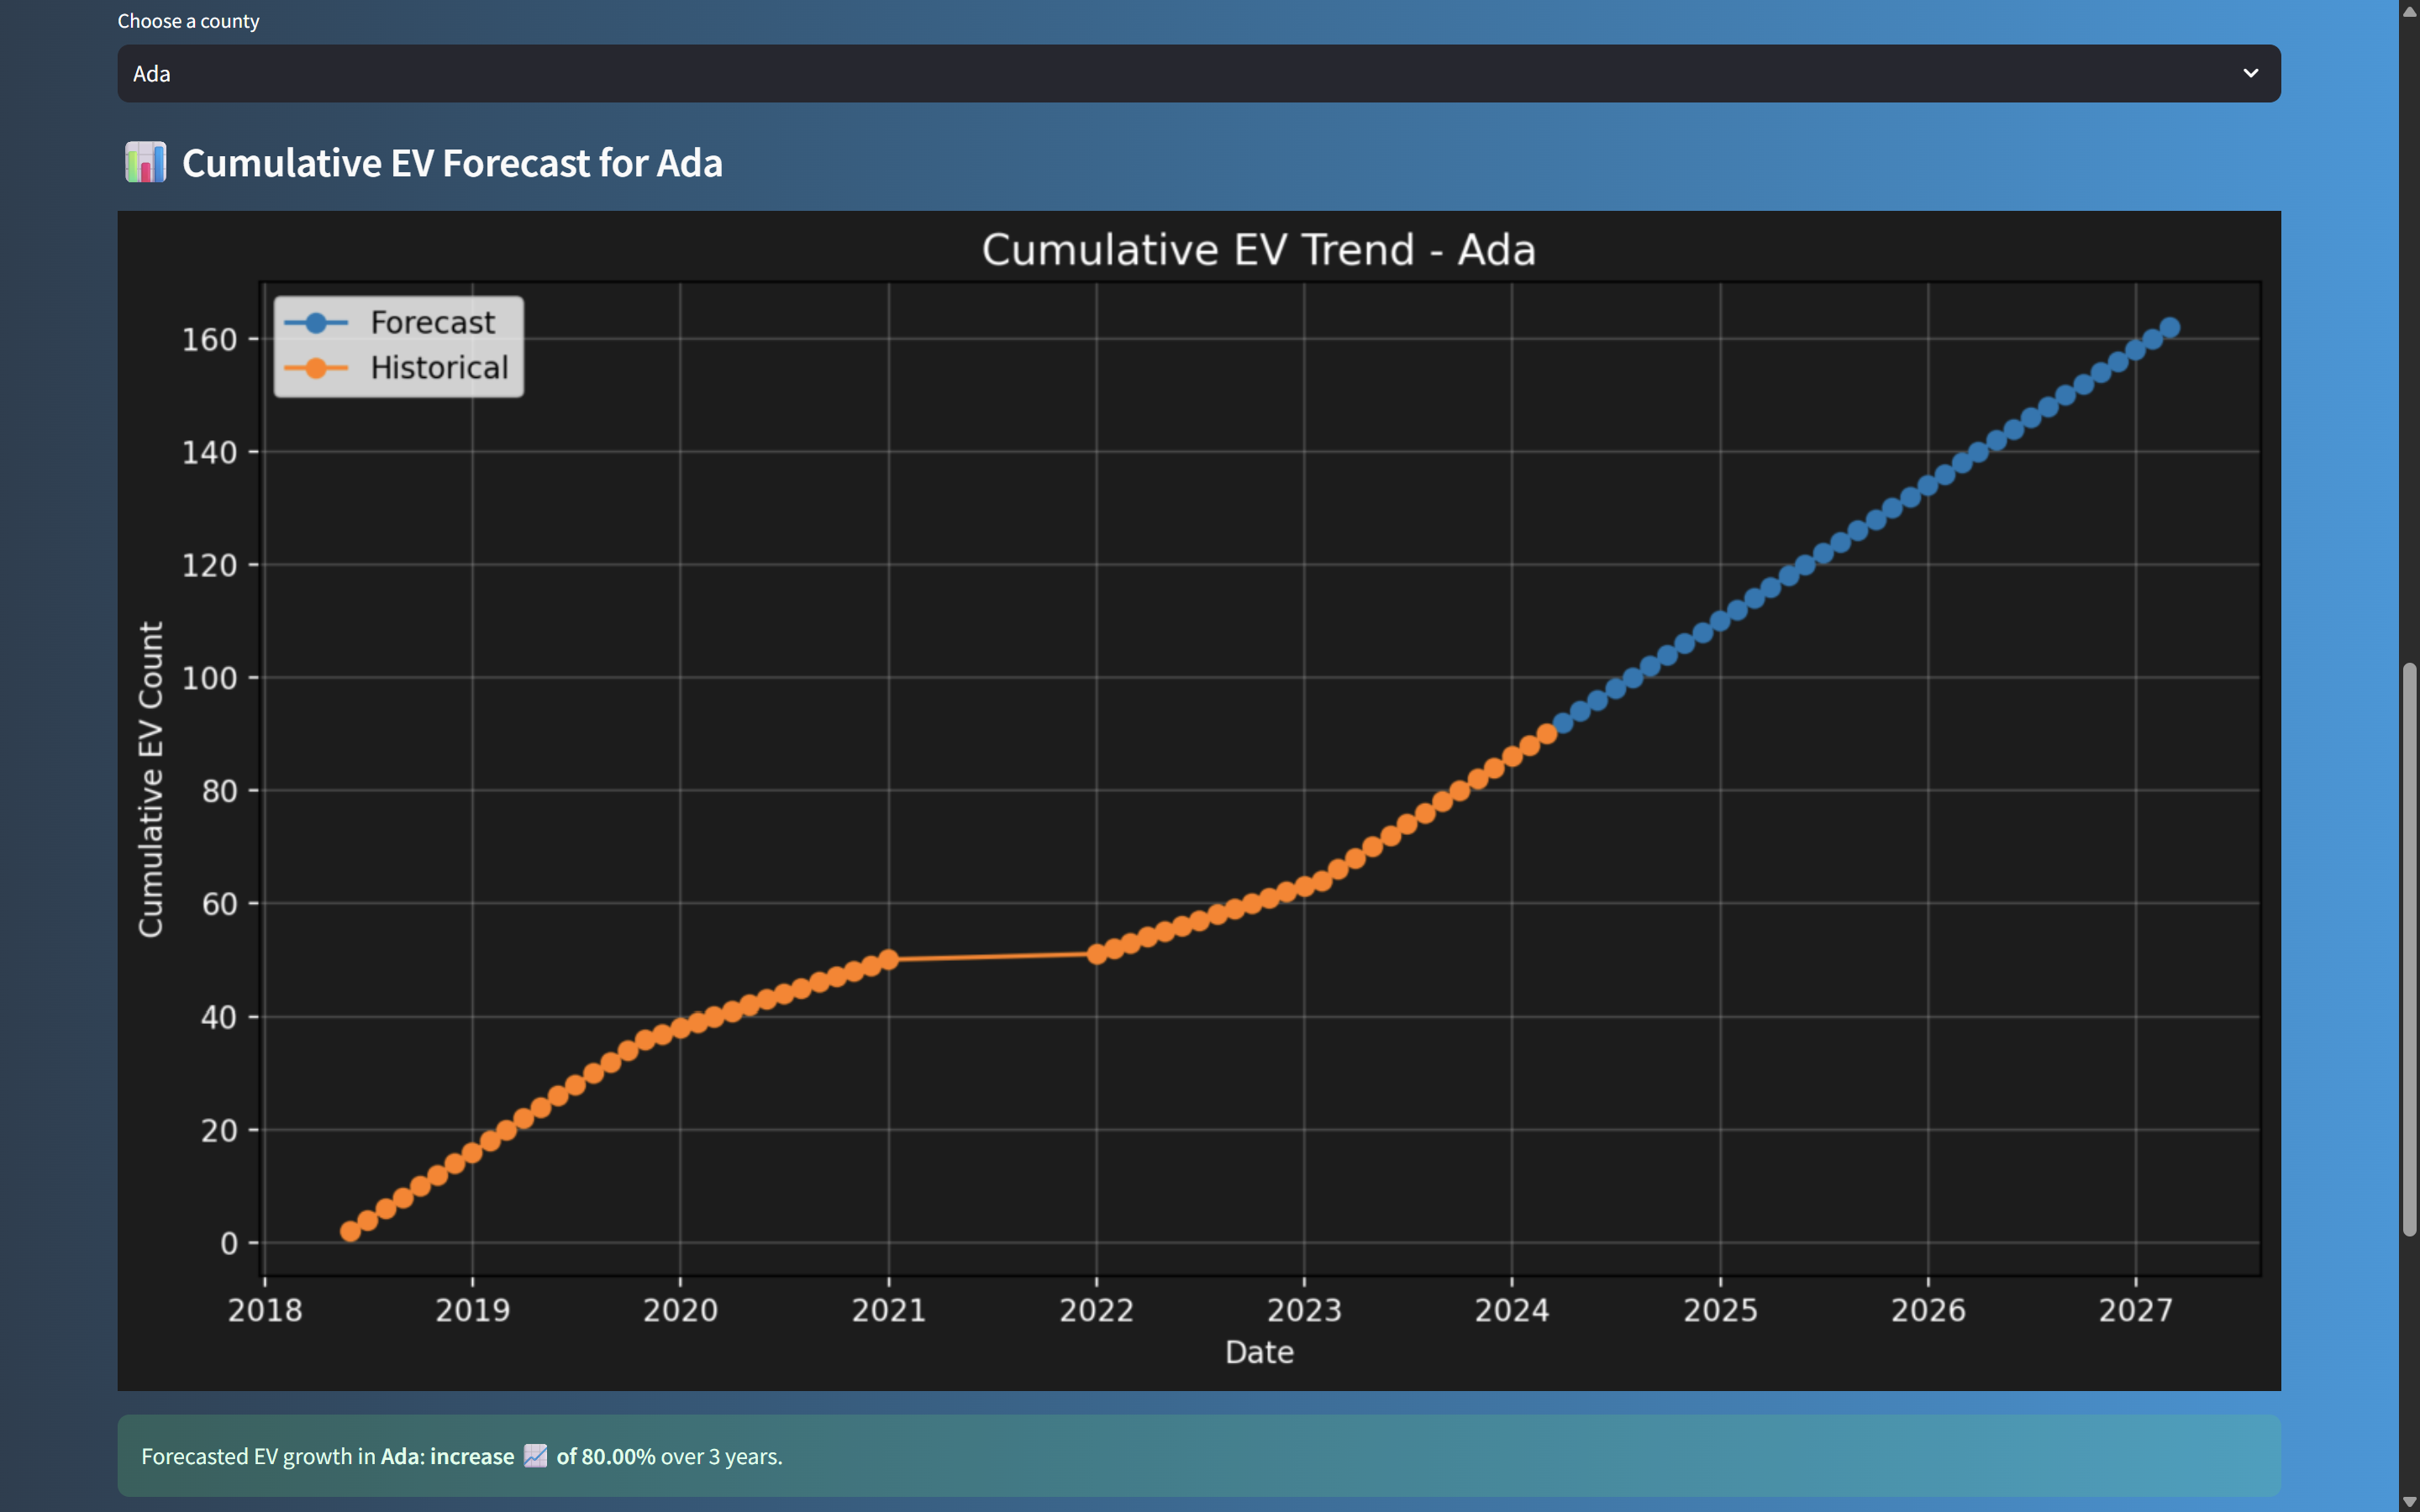 Choose a county
Ada
Cumulative EV Forecast for Ada
Cumulative EV Trend - Ada
Forecast
Historical
160
140
120
100
80
60
40
20
0
Cumulative EV Count
2018 2019 2020 2021 2022 2023 2024 2025 2026 2027
Date
Forecasted EV growth in Ada: increase of 80.00% over 3 years.